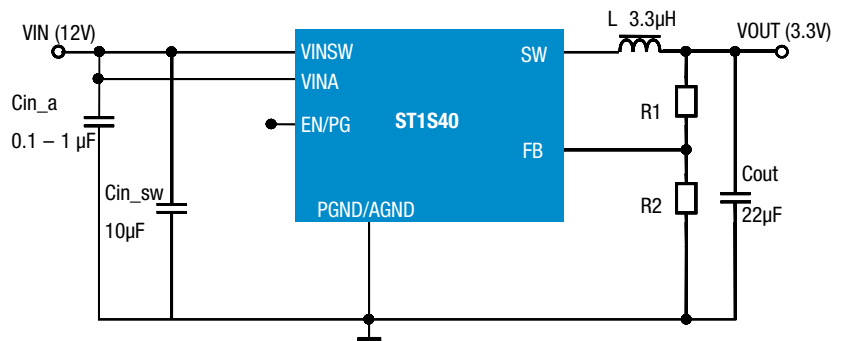 VIN (12V)
L 3.3µH
VOUT (3.3V)
VINSW
SW
VINA
Cin_a
0.1 – 1 µF
EN/PG
ST1S40
R1
FB
Cin_sw
10µF
PGND/AGND
R2
Cout
22µF